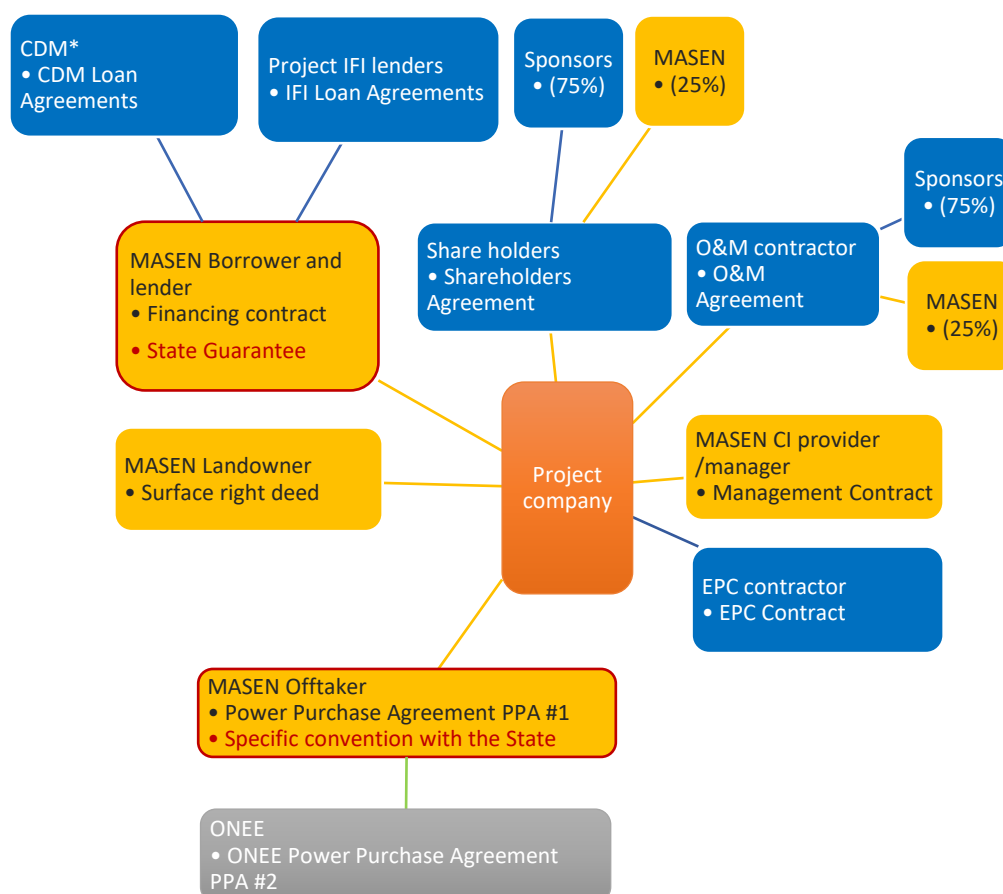 CDM*
• CDM Loan
Agreements
Project IFI lenders
• IFI Loan Agreements
Sponsors
• (75%)
MASEN
• (25%)
Sponsors
• (75%)
MASEN Borrower and
lender
• Financing contract
• State Guarantee
Share holders
• Shareholders
Agreement
O&M contractor
• O&M
Agreement
MASEN
• (25%)
MASEN Landowner
• Surface right deed
Project
company
MASEN CI provider
/manager
• Management Contract
EPC contractor
• EPC Contract
MASEN Offtaker
• Power Purchase Agreement PPA #1
• Specific convention with the State
ONEE
• ONEE Power Purchase Agreement
PPA #2